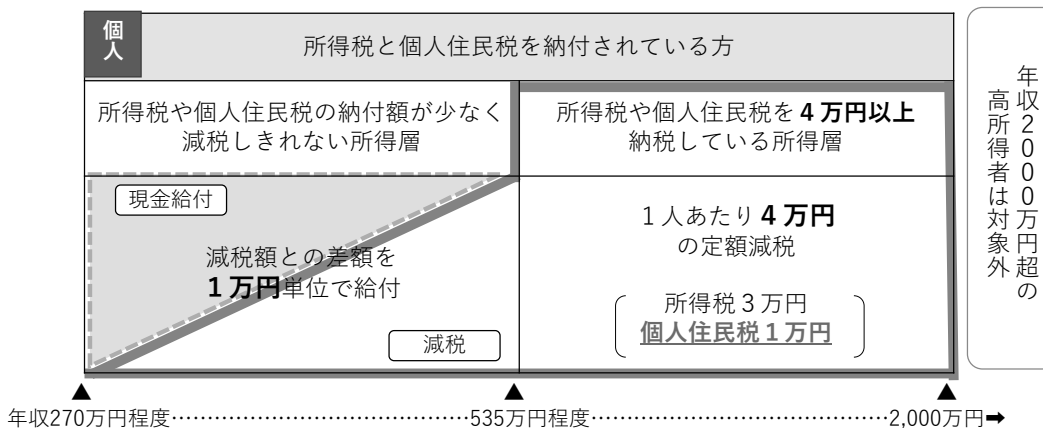 個人
所得税と個人住民税を納付されている方
所得税や個人住民税の納付額が少なく
減税しきれない所得層
所得税や個人住民税を４万円以上
納税している所得層
現金給付
減税額との差額を
１万円単位で給付
減税
１人あたり４万円
の定額減税
所得税３万円
個人住民税１万円
年収２０００万円超の
高所得者は対象外
年収270万円程度……………………………………535万円程度……………………………………2,000万円➡